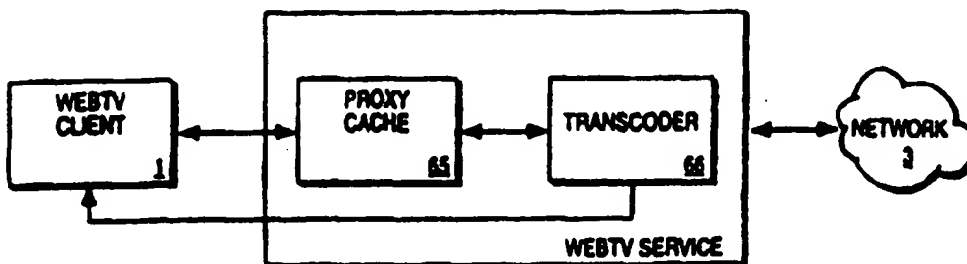 WEBTV
CLIENT
1
PROXY
CACHE
65
TRANSCODER
66
NETWORK
3
WEBTV SERVICE